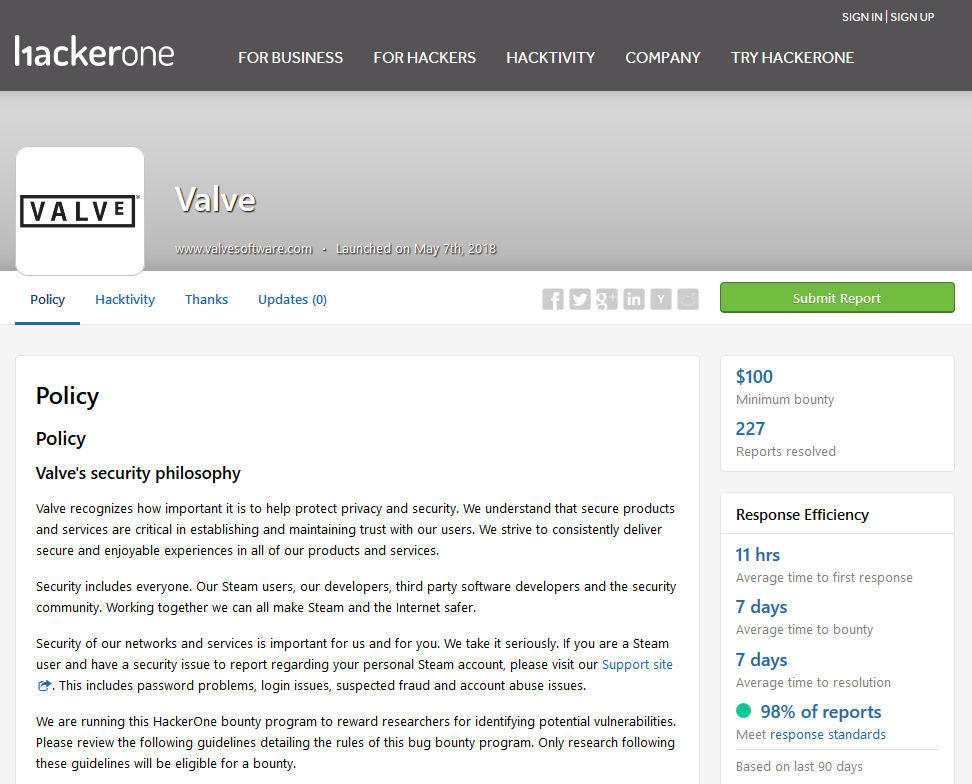 SIGN IN | SIGN UP
hackerone
FOR BUSINESS FOR HACKERS HACKTIVITY COMPANY TRY HACKERONE
VALVE®
Valve
www.valvesoftware.com · Launched on May 7th, 2018
Policy Hacktivity Thanks Updates (0)
Submit Report
Policy
Policy
Valve's security philosophy
Valve recognizes how important it is to help protect privacy and security. We understand that secure products
and services are critical in establishing and maintaining trust with our users. We strive to consistently deliver
secure and enjoyable experiences in all of our products and services.
Security includes everyone. Our Steam users, our developers, third party software developers and the security
community. Working together we can all make Steam and the Internet safer.
Security of our networks and services is important for us and for you. We take it seriously. If you are a Steam
user and have a security issue to report regarding your personal Steam account, please visit our Support site
. This includes password problems, login issues, suspected fraud and account abuse issues.
We are running this HackerOne bounty program to reward researchers for identifying potential vulnerabilities.
Please review the following guidelines detailing the rules of this bug bounty program. Only research following
these guidelines will be eligible for a bounty.
$100
Minimum bounty
227
Reports resolved
Response Efficiency
11 hrs
Average time to first response
7 days
Average time to bounty
7 days
Average time to resolution
98% of reports
Meet response standards
Based on last 90 days